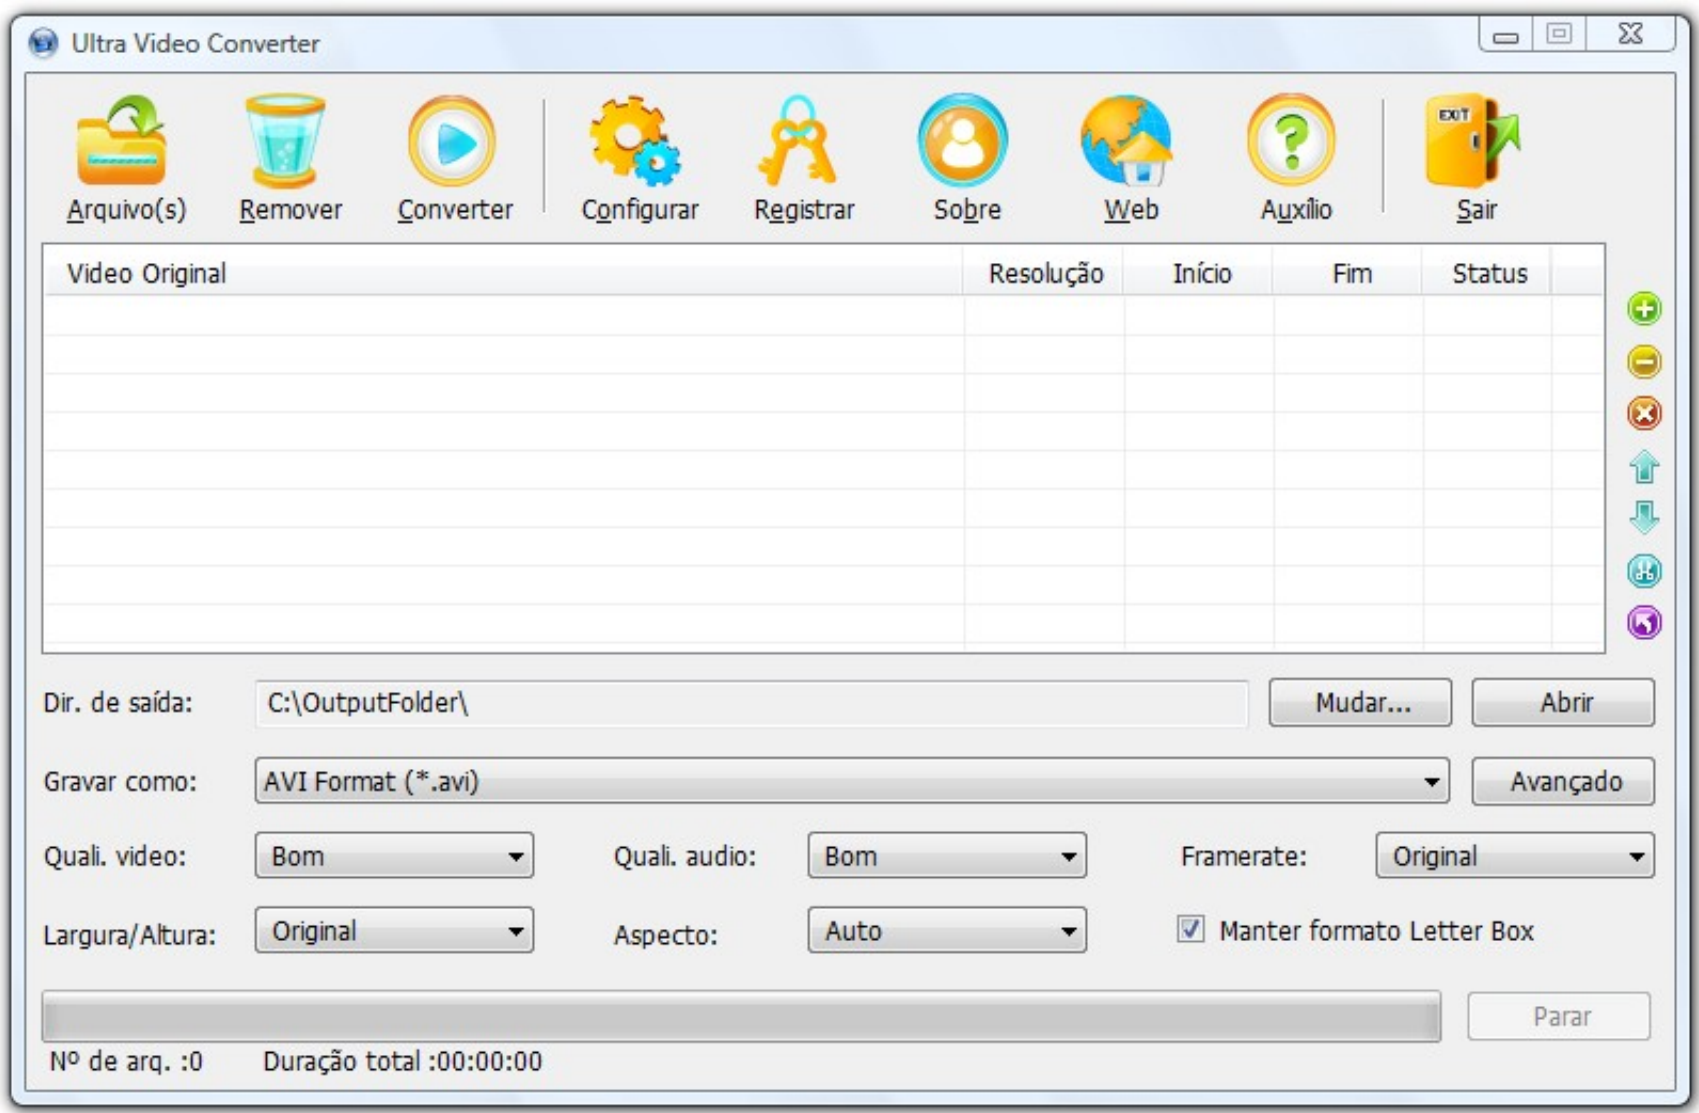 Ultra Video Converter
EXIT
Arquivo(s) Remover Converter Configurar Registrar Sobre Web Auxílio Sair
Video Original Resolução Início Fim Status
Dir. de saída: C:\OutputFolder\ Mudar... Abrir
Gravar como: AVI Format (*.avi) Avançado
Quali. video: Bom Quali. audio: Bom Framerate: Original
Largura/Altura: Original Aspecto: Auto Manter formato Letter Box
Parar
Nº de arq. :0 Duração total :00:00:00